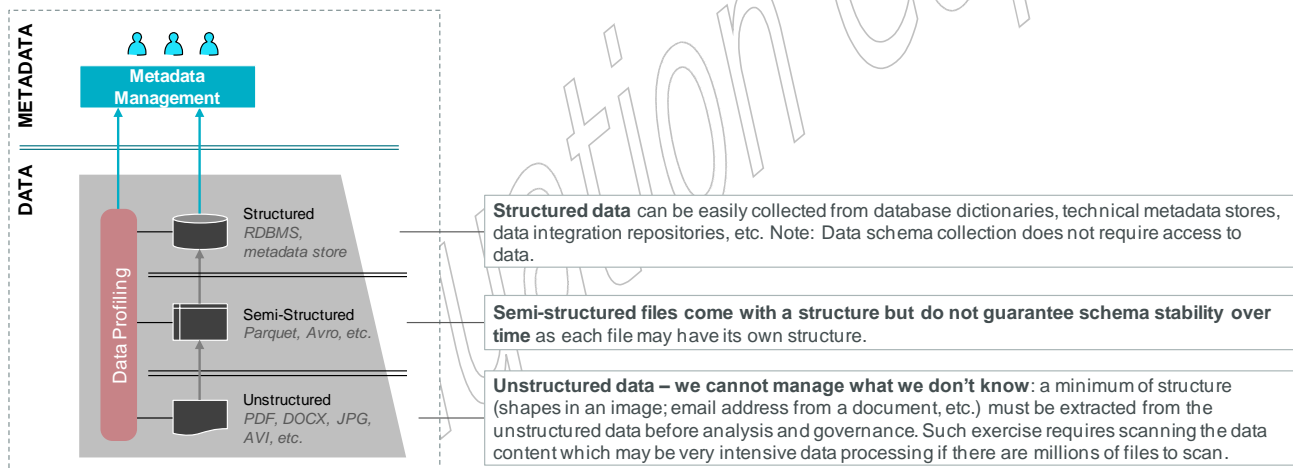 METADATA
Metadata
Management
DATA
Data Profiling
Structured
RDBMS,
metadata store
Semi-Structured
Parquet, Avro, etc.
Unstructured
PDF, DOCX, JPG,
AVI, etc.
Structured data can be easily collected from database dictionaries, technical metadata stores,
data integration repositories, etc. Note: Data schema collection does not require access to
data.
Semi-structured files come with a structure but do not guarantee schema stability over
time as each file may have its own structure.
Unstructured data – we cannot manage what we don't know: a minimum of structure
(shapes in an image; email address from a document, etc.) must be extracted from the
unstructured data before analysis and governance. Such exercise requires scanning the data
content which may be very intensive data processing if there are millions of files to scan.